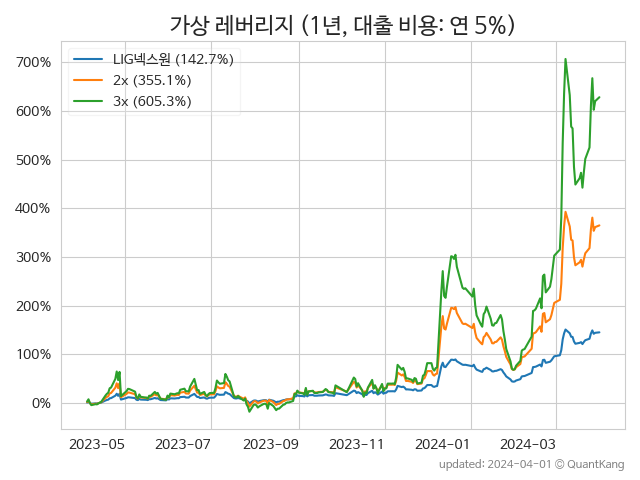 가상 레버리지 (1년, 대출 비용: 연 5%)
LIG넥스원 (142.7%)
2x (355.1%)
3x (605.3%)
700%
600%
500%
400%
300%
200%
100%
0%
2023-05 2023-07 2023-09 2023-11 2024-01 2024-03
updated: 2024-04-01 © QuantKang